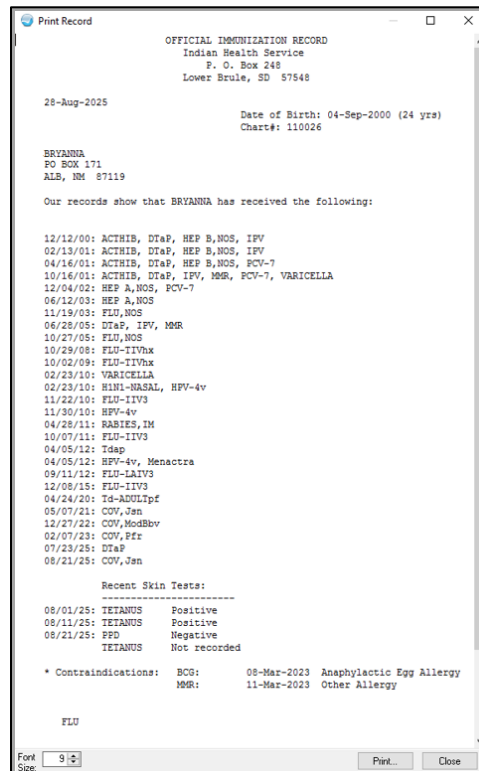 Print Record
OFFICIAL IMMUNIZATION RECORD
Indian Health Service
P. O. Box 248
Lower Brule, SD 57548
28-Aug-2025
Date of Birth: 04-Sep-2000 (24 yrs)
Chart#: 110026
BRYANNA
PO BOX 171
ALB, NM 87119
Our records show that BRYANNA has received the following:
12/12/00: ACTHIB, DTaP, HEP B,NOS, IPV
02/13/01: ACTHIB, DTaP, HEP B,NOS, IPV
04/16/01: ACTHIB, DTaP, HEP B,NOS, PCV-7
10/16/01: ACTHIB, DTaP, IPV, MMR, PCV-7, VARICELLA
12/04/02: HEP A,NOS, PCV-7
06/12/03: HEP A,NOS
11/19/03: FLU,NOS
06/28/05: DTaP, IPV, MMR
10/27/05: FLU,NOS
10/29/08: FLU-TIVhx
10/02/09: FLU-TIVhx
02/23/10: VARICELLA
02/23/10: H1N1-NASAL, HPV-4v
11/22/10: FLU-IIV3
11/30/10: HPV-4v
04/28/11: RABIES,IM
10/07/11: FLU-IIV3
04/05/12: Tdap
04/05/12: HPV-4v, Menactra
09/11/12: FLU-LAIV3
12/08/15: FLU-IIV3
04/24/20: Td-ADULTpf
05/07/21: COV,Jsn
12/27/22: COV,ModBbv
02/07/23: COV,Pfr
07/23/25: DTaP
08/21/25: COV,Jsn
Recent Skin Tests:
-----------------------
08/01/25: TETANUS Positive
08/11/25: TETANUS Positive
08/21/25: PPD Negative
TETANUS Not recorded
* Contraindications: BCG: 08-Mar-2023 Anaphylactic Egg Allergy
MMR: 11-Mar-2023 Other Allergy
FLU
Font Size: 9 Print... Close